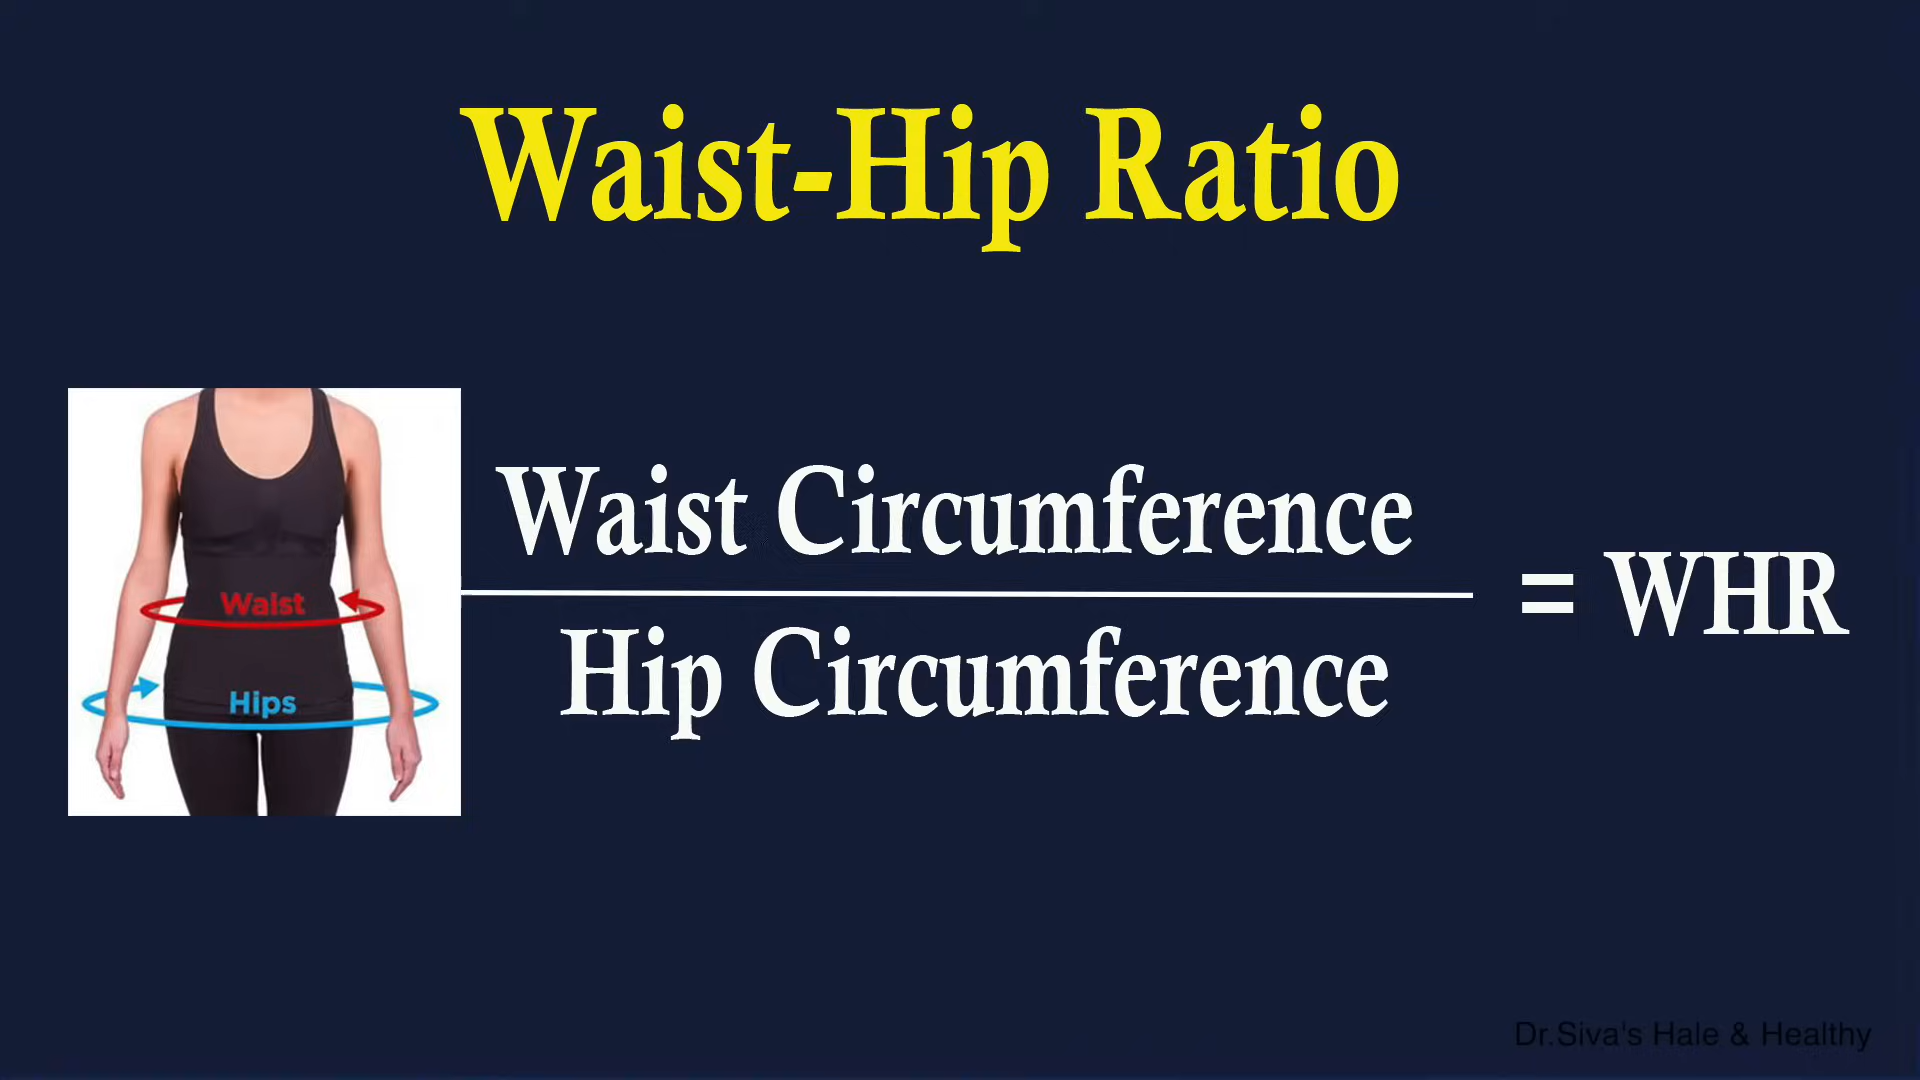 Waist-Hip Ratio
Waist Circumference
Hip Circumference
= WHR
Waist
Hips
Dr.Siva's Hale & Healthy